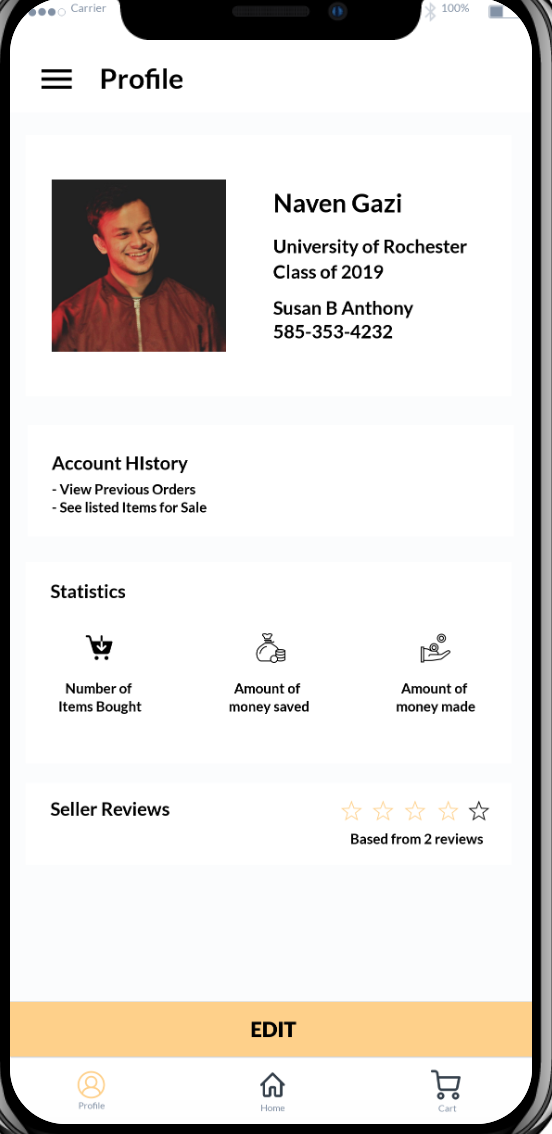 Carrier
100%
Profile
Naven Gazi
University of Rochester
Class of 2019
Susan B Anthony
585-353-4232
Account HIstory
- View Previous Orders
- See listed Items for Sale
Statistics
Number of
Items Bought
Amount of
money saved
Amount of
money made
Seller Reviews
Based from 2 reviews
EDIT
Profile
Home
Cart